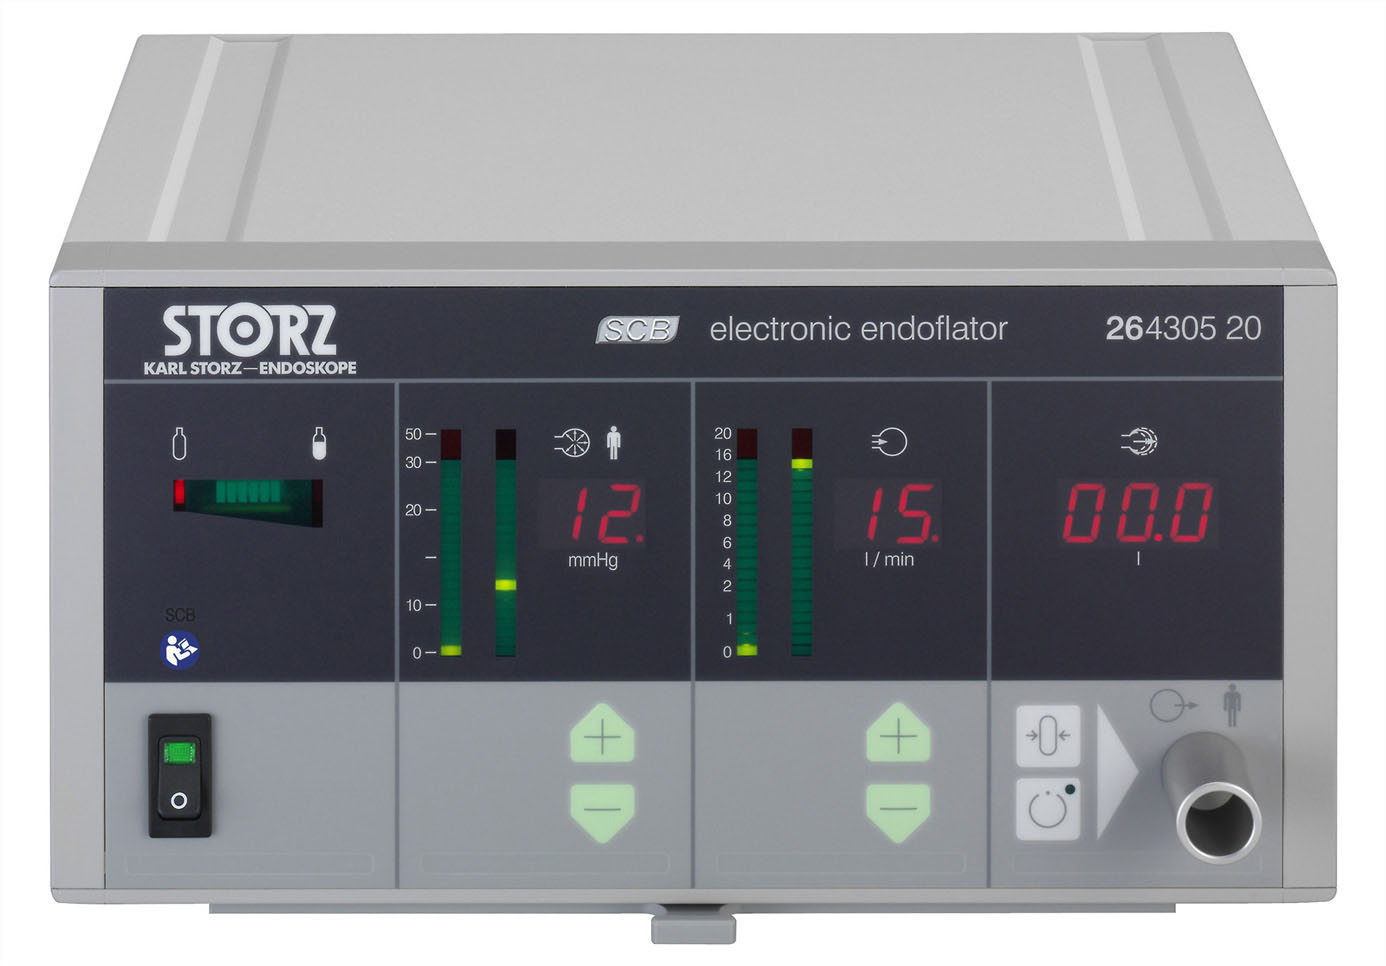 STORZ
KARL STORZ—ENDOSKOPE
SCB electronic endoflator 264305 20
50
30
20
10
0
12.
mmHg
20
16
12
10
8
6
4
2
1
0
15.
l / min
00.0
l
SCB